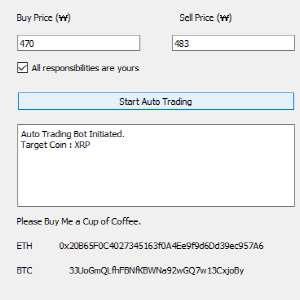 Buy Price (₩) Sell Price (₩)
470 483
All responsibilities are yours
Start Auto Trading
Auto Trading Bot Initiated.
Target Coin : XRP
Please Buy Me a Cup of Coffee.
ETH 0x20B65F0C4027345163f0A4Ee9f9d6Dd39ec957A6
BTC 3JUoGmQLfhFBNfKBWNa92wGQ7w13CxjoBy